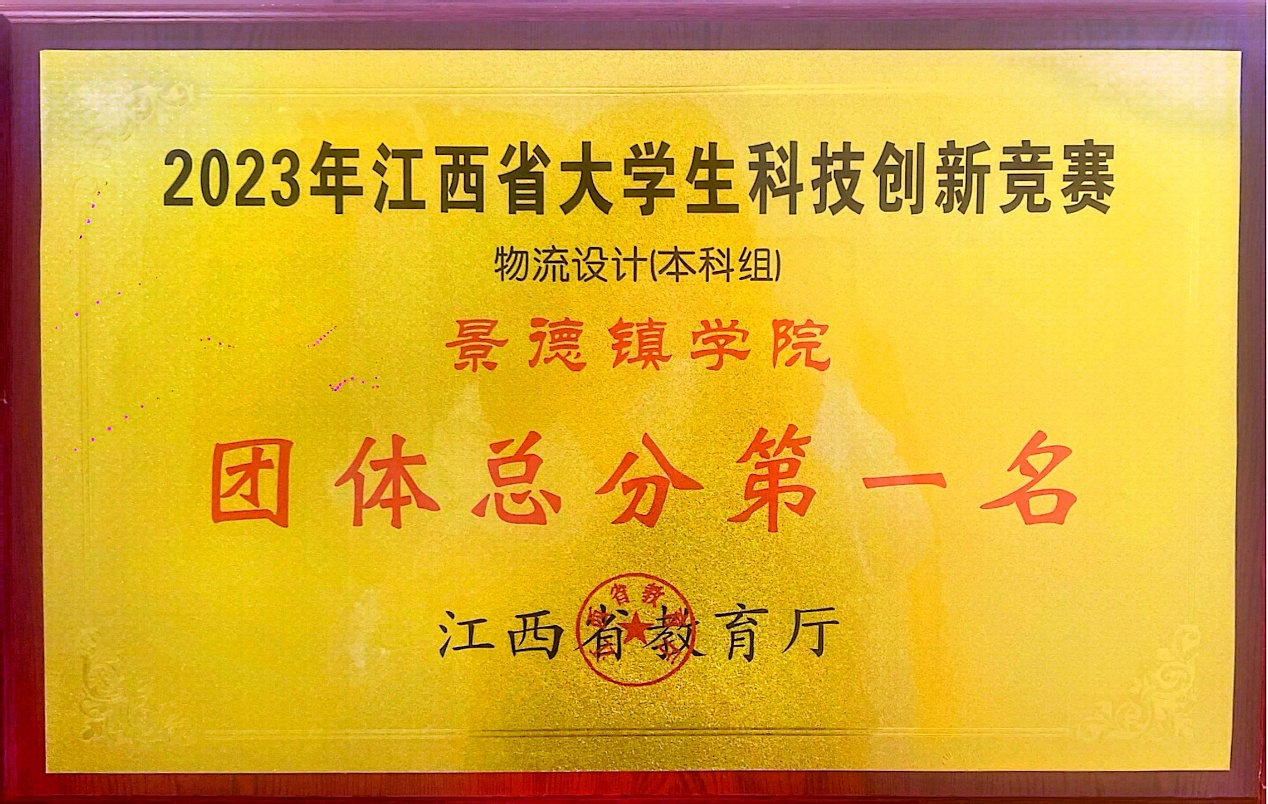 2023年江西省大学生科技创新竞赛
物流设计(本科组)
景德镇学院
团体总分第一名
江西省教育厅